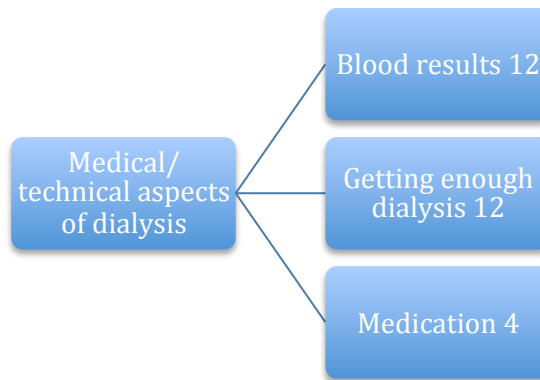 Medical/
technical aspects
of dialysis
Blood results 12
Getting enough
dialysis 12
Medication 4